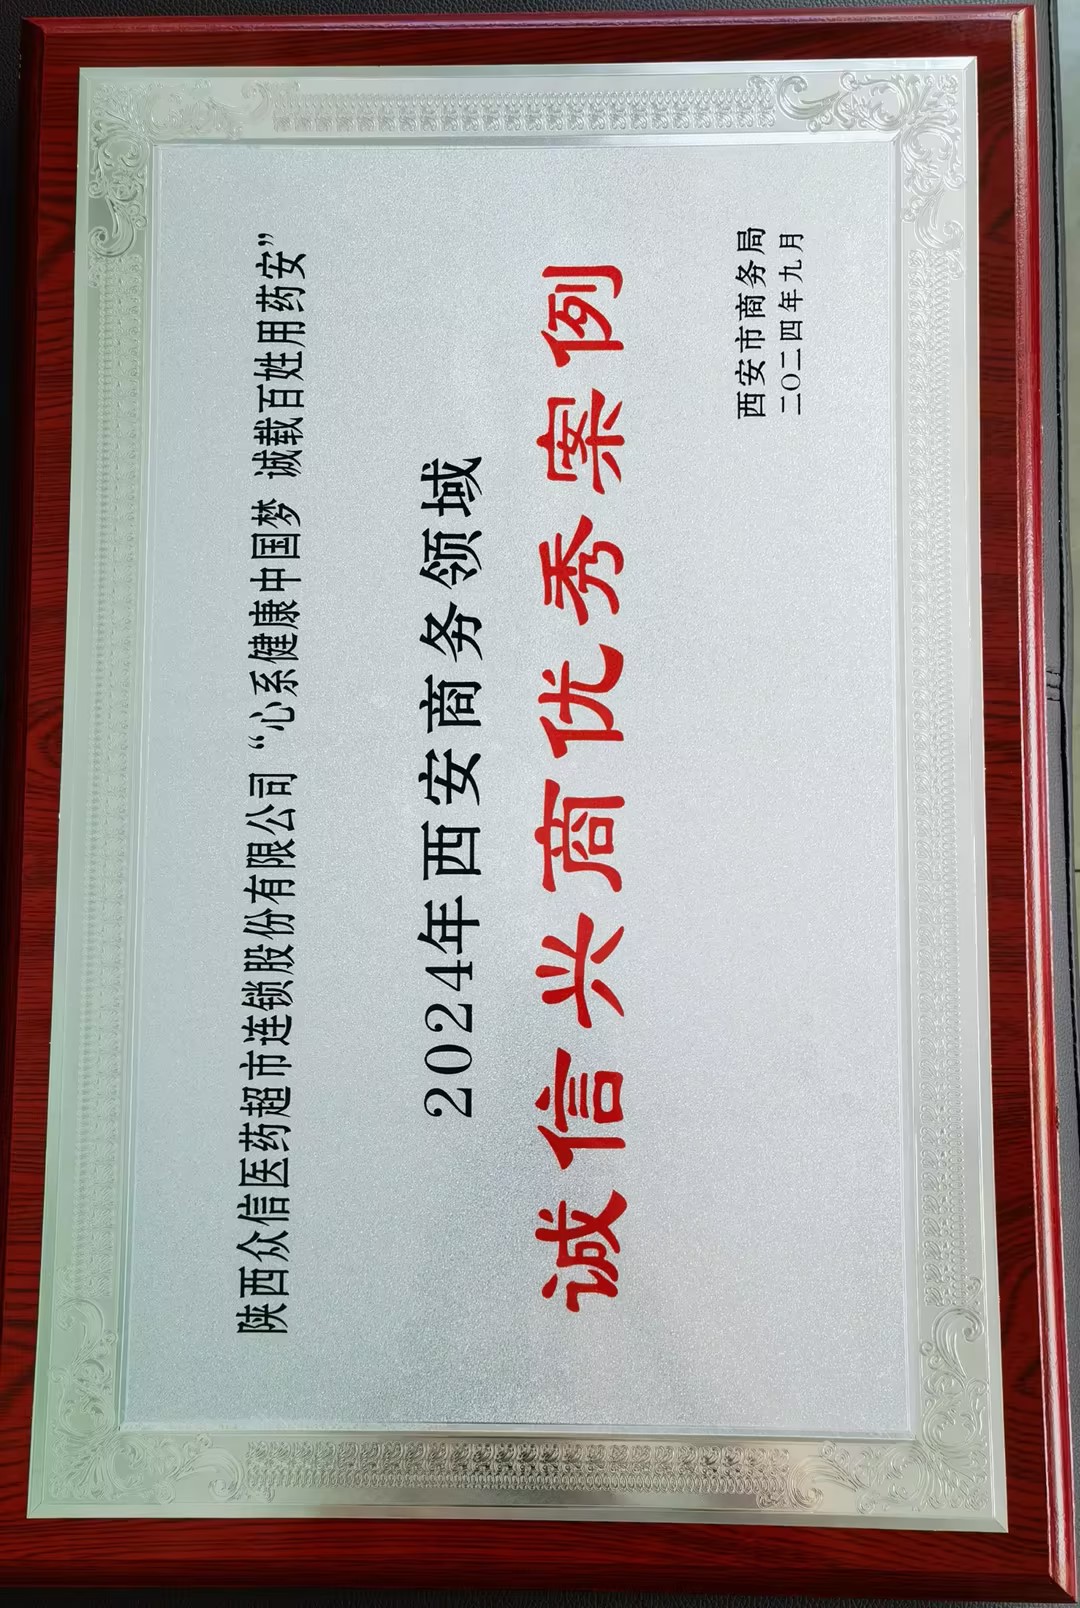 陕西众信医药超市连锁股份有限公司“心系健康中国梦 诚载百姓用药安”
2024年西安商务领域
诚信兴商优秀案例
西安市商务局
二〇二四年九月